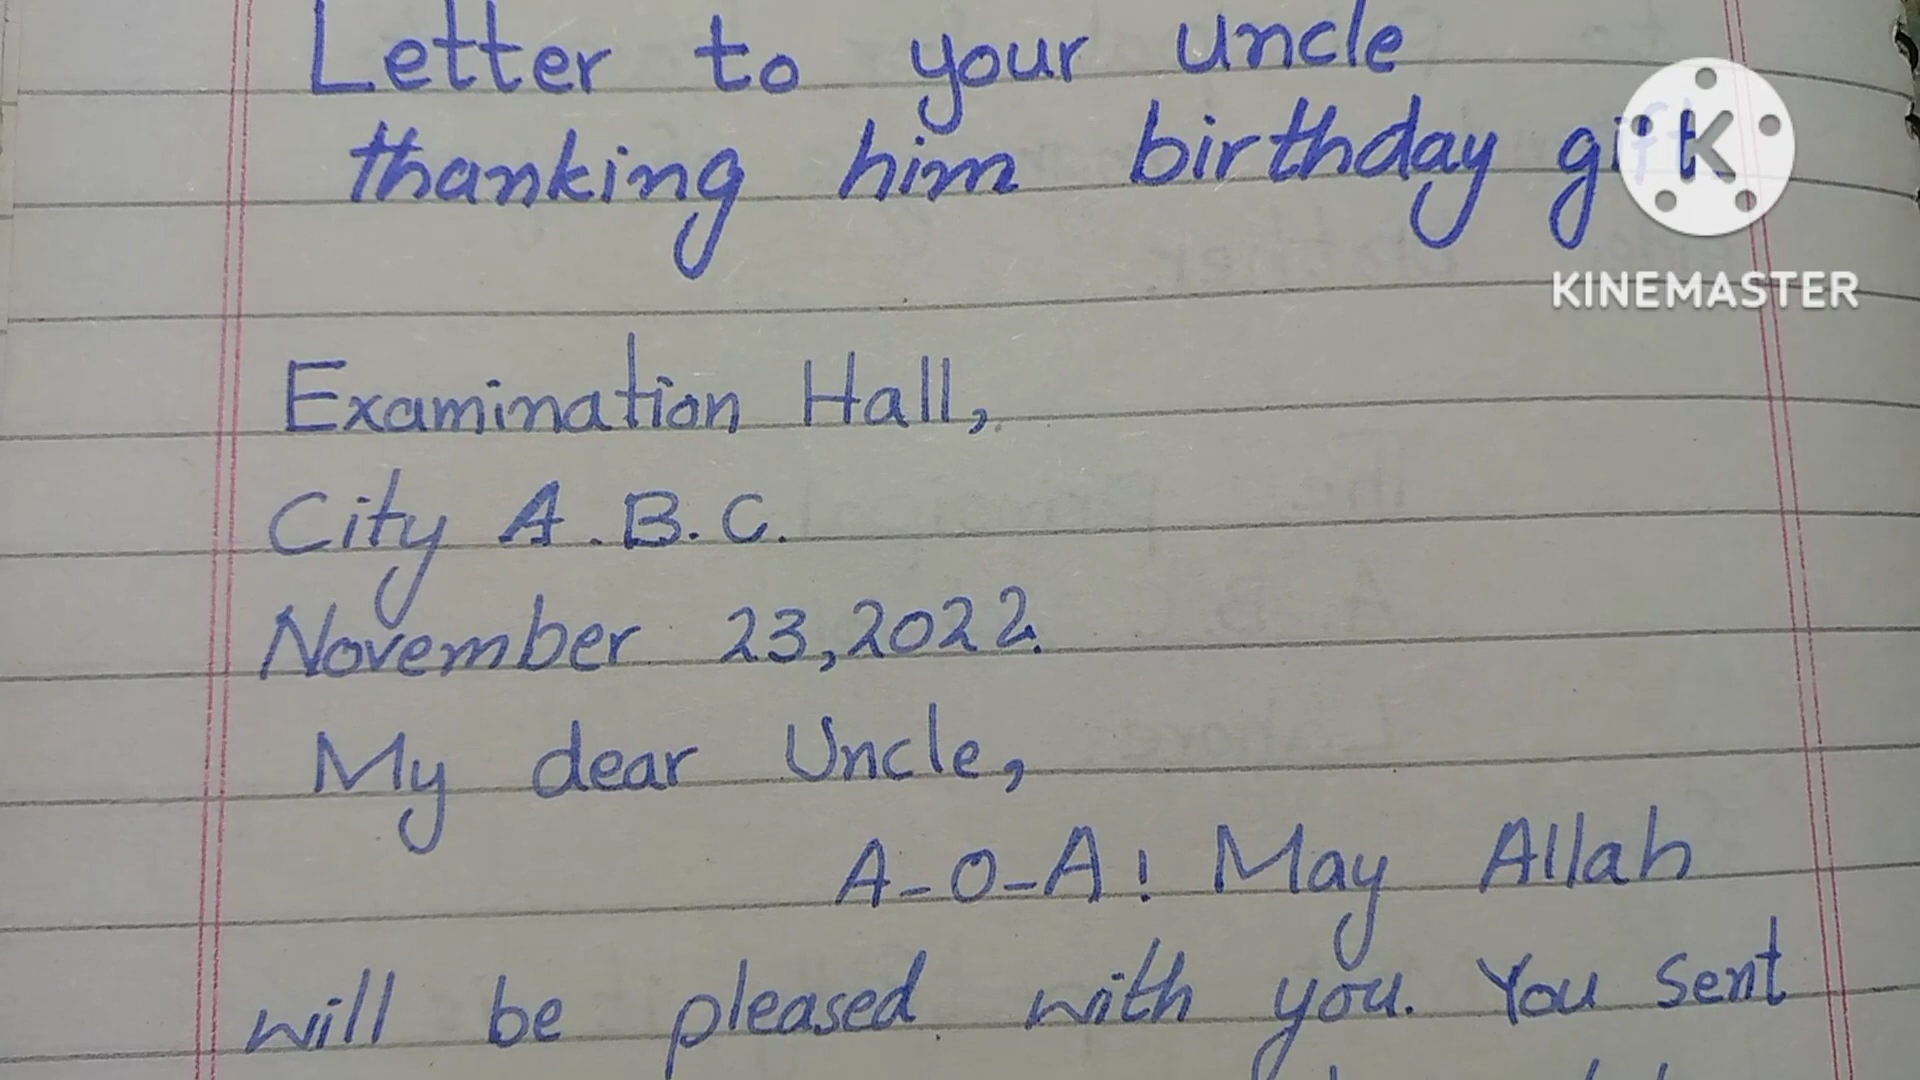 Letter to your uncle
thanking him birthday gift
K
KINEMASTER
Examination Hall,
City A.B.C.
November 23,2022.
My dear Uncle,
A-O-A! May Allah
will be pleased with you. You sent